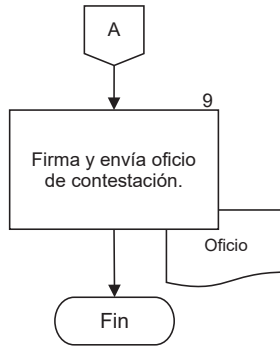 A
9
Firma y envía oficio
de contestación.
Oficio
Fin